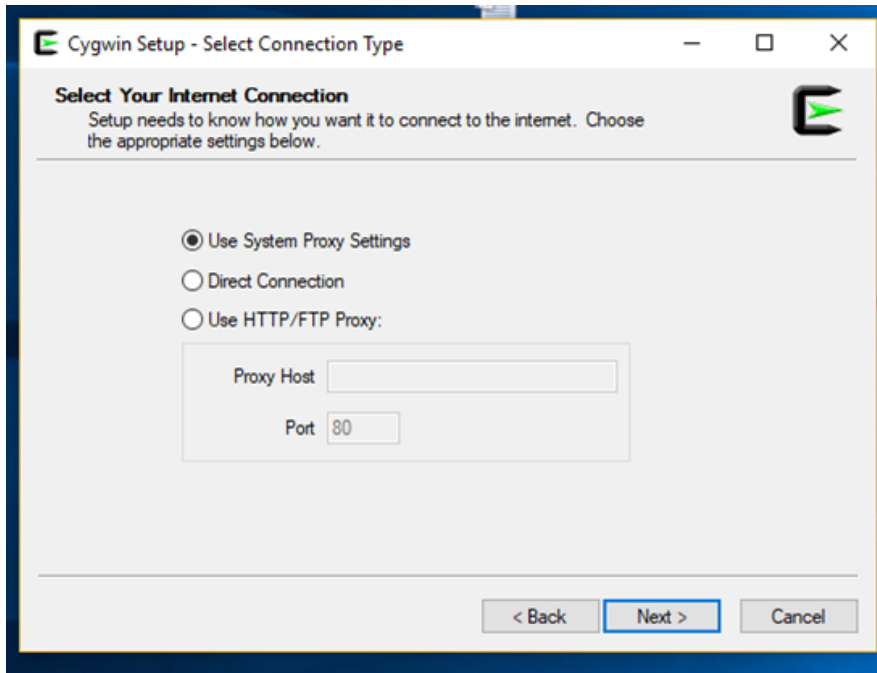 Cygwin Setup - Select Connection Type
Select Your Internet Connection
Setup needs to know how you want it to connect to the internet. Choose
the appropriate settings below.
Use System Proxy Settings
Direct Connection
Use HTTP/FTP Proxy:
Proxy Host
Port 80
< Back Next > Cancel